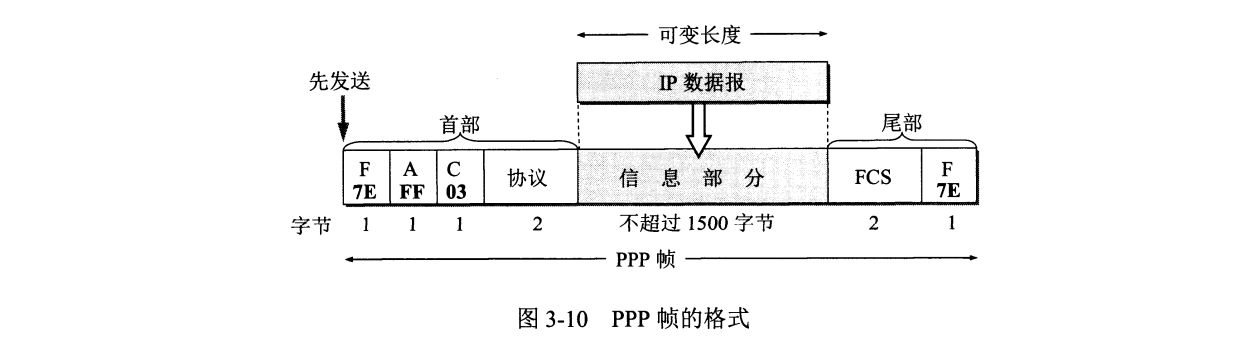 可变长度
IP 数据报
先发送
首部
尾部
F A C 协议 信息部分 FCS F
7E FF 03 7E
字节 1 1 1 2 不超过 1500 字节 2 1
PPP 帧
图 3-10 PPP 帧的格式